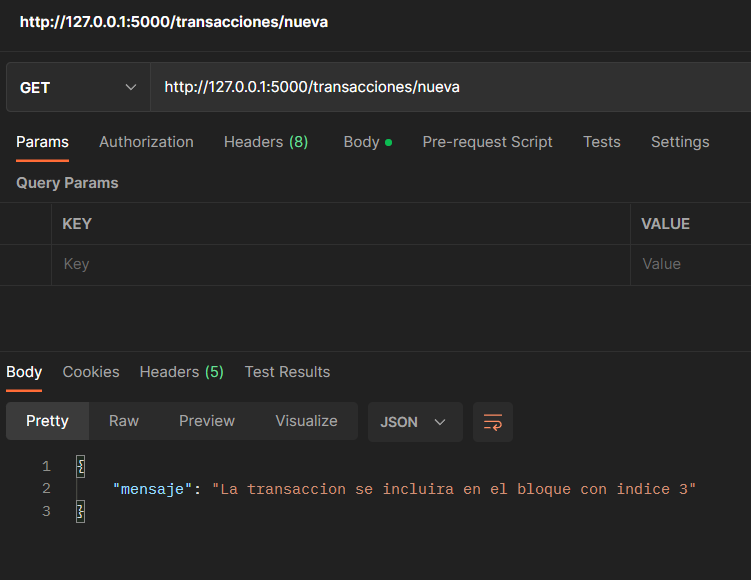 http://127.0.0.1:5000/transacciones/nueva
GET http://127.0.0.1:5000/transacciones/nueva
Params Authorization Headers (8) Body Pre-request Script Tests Settings
Query Params
KEY VALUE
Key Value
Body Cookies Headers (5) Test Results
Pretty Raw Preview Visualize JSON
1 {
2 "mensaje": "La transaccion se incluira en el bloque con indice 3"
3 }